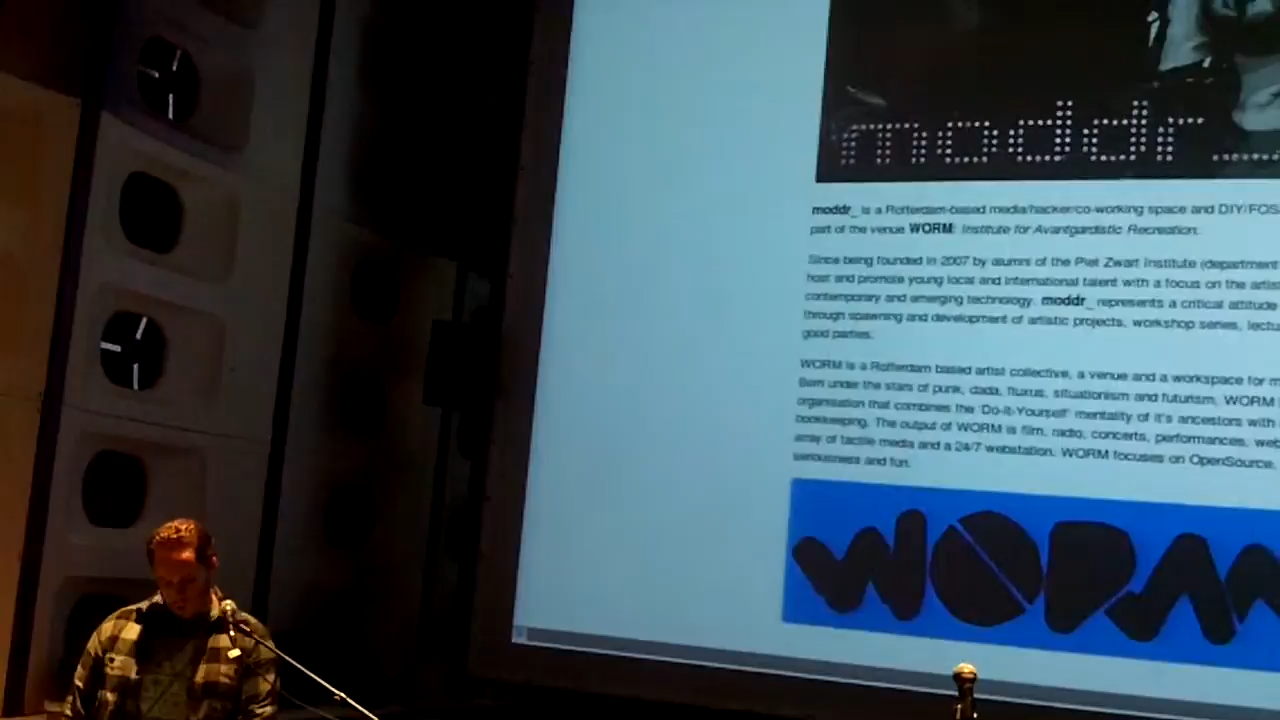 moddr_
moddr_ is a Rotterdam-based media/hacker/co-working space and DIY/FOS
part of the venue WORM: Institute for Avantgardistic Recreation.
Since being founded in 2007 by alumni of the Piet Zwart Institute (department
host and promote young local and international talent with a focus on the artis
contemporary and emerging technology. moddr_ represents a critical attitude
through spawning and development of artistic projects, workshop series, lectu
good parties.
WORM is a Rotterdam based artist collective, a venue and a workspace for m
Born under the stars of punk, dada, fluxus, situationism and futurism, WORM
organisation that combines the 'Do-it-Yourself' mentality of it's ancestors with
bookkeeping. The output of WORM is film, radio, concerts, performances, web
array of tactile media and a 24/7 webstation. WORM focuses on OpenSource,
seriousness and fun.
WORM